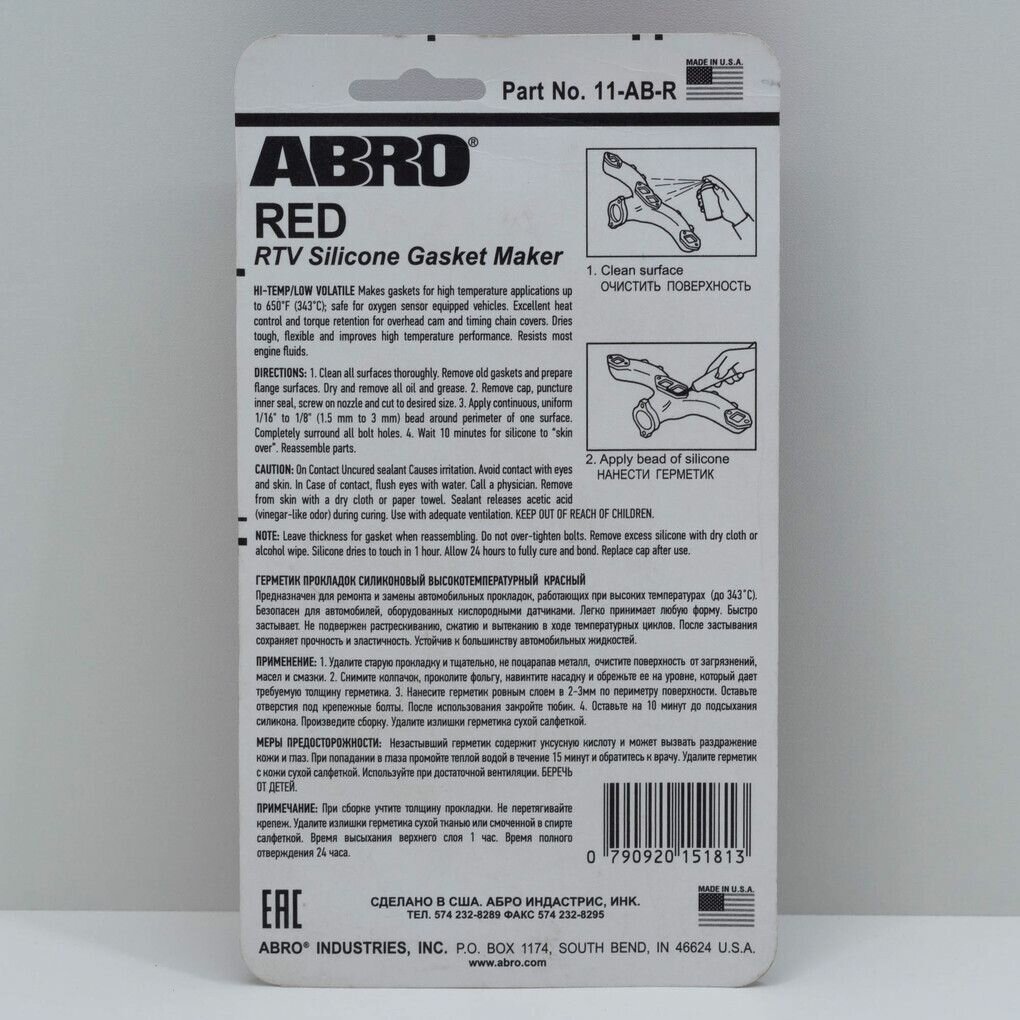 MADE IN U.S.A.
Part No. 11-AB-R
ABRO®
RED
RTV Silicone Gasket Maker
HI-TEMP/LOW VOLATILE Makes gaskets for high temperature applications up
to 650°F (343°C); safe for oxygen sensor equipped vehicles. Excellent heat
control and torque retention for overhead cam and timing chain covers. Dries
tough, flexible and improves high temperature performance. Resists most
engine fluids.
DIRECTIONS: 1. Clean all surfaces thoroughly. Remove old gaskets and prepare
flange surfaces. Dry and remove all oil and grease. 2. Remove cap, puncture
inner seal, screw on nozzle and cut to desired size. 3. Apply continuous, uniform
1/16" to 1/8" (1.5 mm to 3 mm) bead around perimeter of one surface.
Completely surround all bolt holes. 4. Wait 10 minutes for silicone to "skin
over". Reassemble parts.
1. Clean surface
ОЧИСТИТЬ ПОВЕРХНОСТЬ
2. Apply bead of silicone
НАНЕСТИ ГЕРМЕТИК
CAUTION: On Contact Uncured sealant Causes irritation. Avoid contact with eyes
and skin. In Case of contact, flush eyes with water. Call a physician. Remove
from skin with a dry cloth or paper towel. Sealant releases acetic acid
(vinegar-like odor) during curing. Use with adequate ventilation. KEEP OUT OF REACH OF CHILDREN.
NOTE: Leave thickness for gasket when reassembling. Do not over-tighten bolts. Remove excess silicone with dry cloth or
alcohol wipe. Silicone dries to touch in 1 hour. Allow 24 hours to fully cure and bond. Replace cap after use.
ГЕРМЕТИК ПРОКЛАДОК СИЛИКОНОВЫЙ ВЫСОКОТЕМПЕРАТУРНЫЙ КРАСНЫЙ
Предназначен для ремонта и замены автомобильных прокладок, работающих при высоких температурах (до 343°C).
Безопасен для автомобилей, оборудованных кислородными датчиками. Легко принимает любую форму. Быстро
застывает. Не подвержен растрескиванию, сжатию и вытеканию в ходе температурных циклов. После застывания
сохраняет прочность и эластичность. Устойчив к большинству автомобильных жидкостей.
ПРИМЕНЕНИЕ: 1. Удалите старую прокладку и тщательно, не поцарапав металл, очистите поверхность от загрязнений,
масел и смазки. 2. Снимите колпачок, проколите фольгу, навинтите насадку и обрежьте ее на уровне, который дает
требуемую толщину герметика. 3. Нанесите герметик ровным слоем в 2-3мм по периметру поверхности. Оставьте
отверстия под крепежные болты. После использования закройте тюбик. 4. Оставьте на 10 минут до подсыхания
силикона. Произведите сборку. Удалите излишки герметика сухой салфеткой.
МЕРЫ ПРЕДОСТОРОЖНОСТИ: Незастывший герметик содержит уксусную кислоту и может вызвать раздражение
кожи и глаз. При попадании в глаза промойте теплой водой в течение 15 минут и обратитесь к врачу. Удалите герметик
с кожи сухой салфеткой. Используйте при достаточной вентиляции. БЕРЕЧЬ
ОТ ДЕТЕЙ.
ПРИМЕЧАНИЕ: При сборке учтите толщину прокладки. Не перетягивайте
крепеж. Удалите излишки герметика сухой тканью или смоченной в спирте
салфеткой. Время высыхания верхнего слоя 1 час. Время полного
отверждения 24 часа.
0 790920 151813
EAC
СДЕЛАНО В США. АБРО ИНДАСТРИС, ИНК.
ТЕЛ. 574 232-8289 ФАКС 574 232-8295
MADE IN U.S.A.
ABRO® INDUSTRIES, INC. P.O. BOX 1174, SOUTH BEND, IN 46624 U.S.A.
www.abro.com